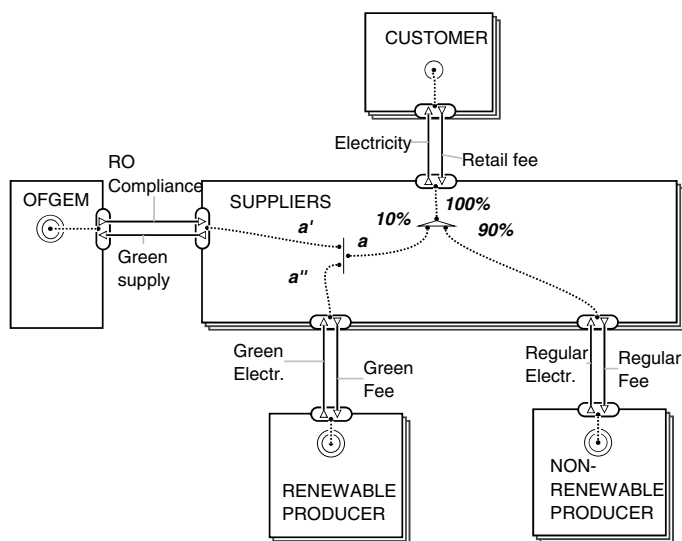 CUSTOMER
Electricity
Retail fee
RO
Compliance
OFGEM
Green
supply
SUPPLIERS
100%
10%
90%
a'
a
a"
Green
Electr.
Green
Fee
Regular
Electr.
Regular
Fee
RENEWABLE
PRODUCER
NON-
RENEWABLE
PRODUCER